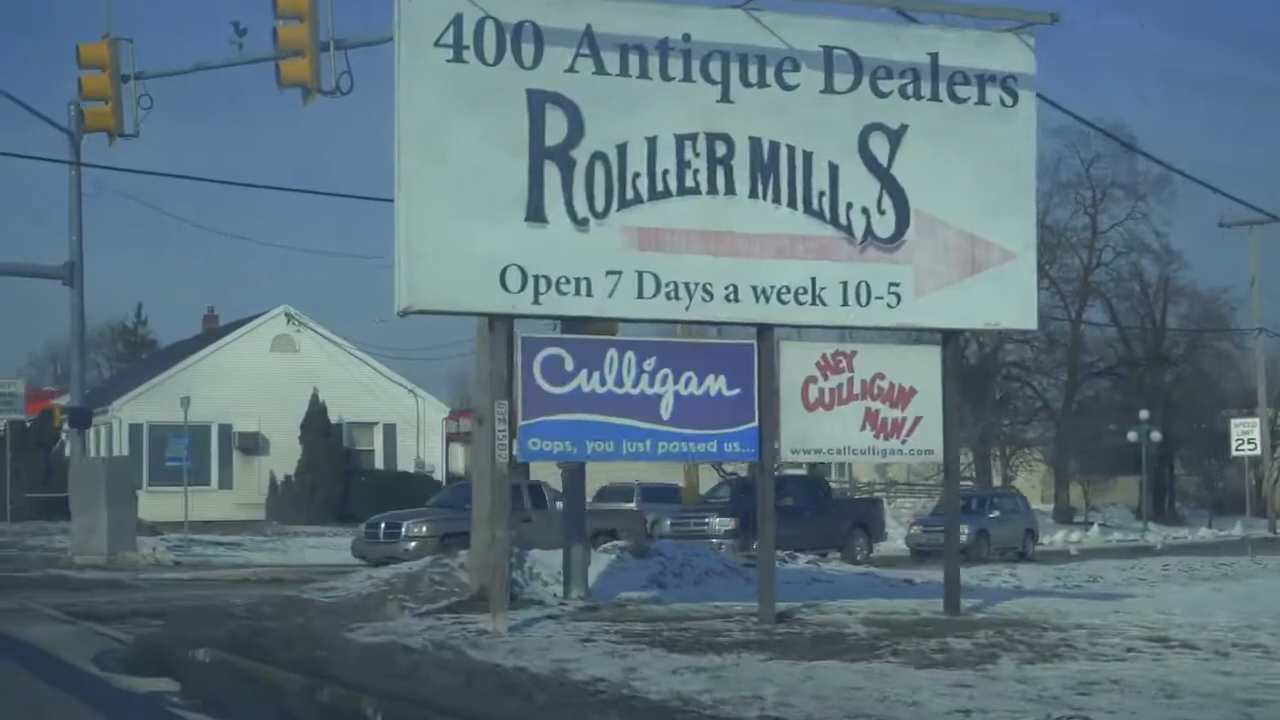 400 Antique Dealers
ROLLER MILLS
Open 7 Days a week 10-5
Culligan
Oops, you just passed us...
HEY
CULLIGAN
MAN!
www.callculligan.com
SPEED
LIMIT
25